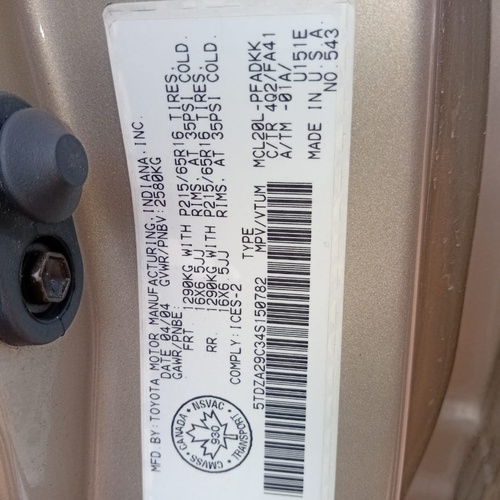 MFD.BY:TOYOTA MOTOR MANUFACTURING,INDIANA,INC.
DATE 04/04 GVWR/PNBV:2580KG
GAWR/PNBE:
FRT. 1290KG WITH P215/65R16 TIRES,
16X6.5JJ RIMS, AT 35PSI COLD.
RR. 1290KG WITH P215/65R16 TIRES,
16X6.5JJ RIMS, AT 35PSI COLD.
COMPLY:ICES-2
TYPE
MPV/VTUM
5TDZA29C34S150782
MCL20L-PFADKK
C/TR 4Q2/FA41
A/TM -01A/
U151E
MADE IN U.S.A.
NO.543
CANADA · NSVAC · TRANSPORT · CMVSS
930